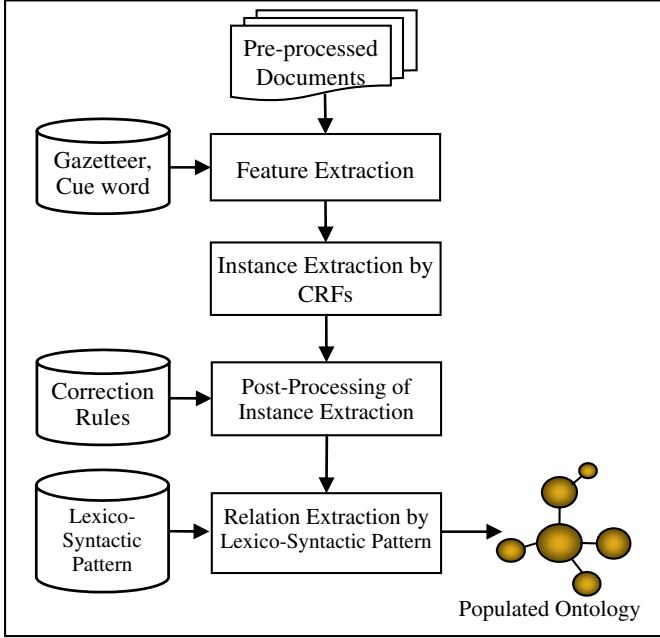 Pre-processed
Documents
Gazetteer,
Cue word
Feature Extraction
Instance Extraction by
CRFs
Correction
Rules
Post-Processing of
Instance Extraction
Lexico-
Syntactic
Pattern
Relation Extraction by
Lexico-Syntactic Pattern
Populated Ontology